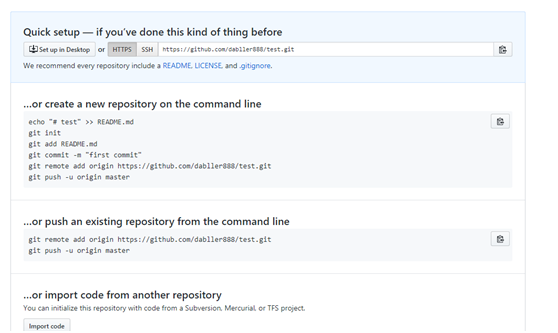 Quick setup — if you've done this kind of thing before
Set up in Desktop or HTTPS SSH https://github.com/dabller888/test.git
We recommend every repository include a README, LICENSE, and .gitignore.
...or create a new repository on the command line
echo "# test" >> README.md
git init
git add README.md
git commit -m "first commit"
git remote add origin https://github.com/dabller888/test.git
git push -u origin master
...or push an existing repository from the command line
git remote add origin https://github.com/dabller888/test.git
git push -u origin master
...or import code from another repository
You can initialize this repository with code from a Subversion, Mercurial, or TFS project.
Import code